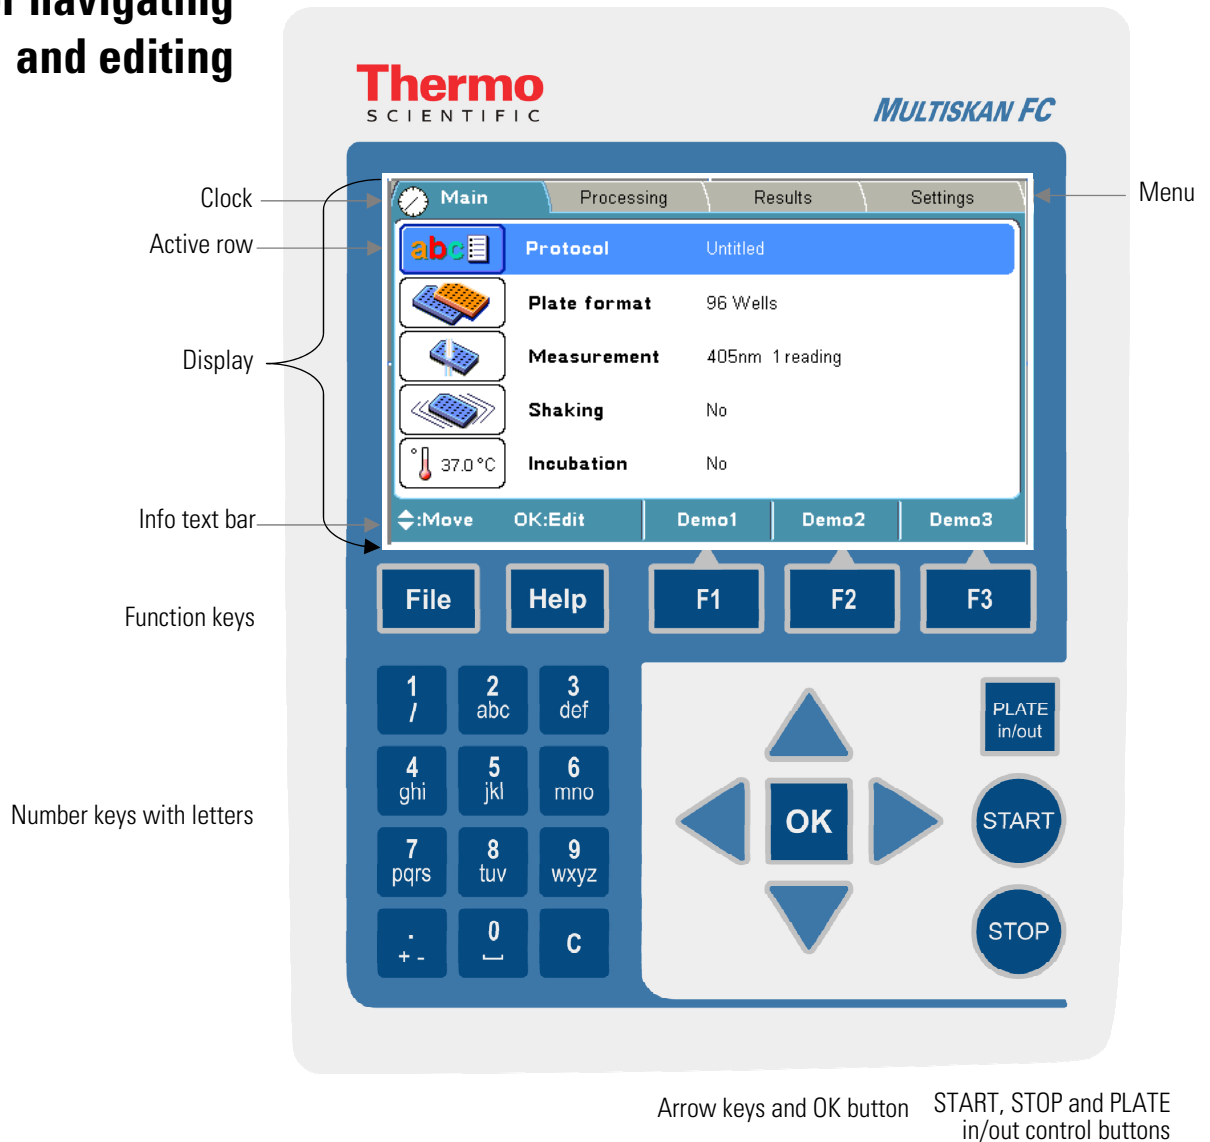 navigating
and editing
Thermo
SCIENTIFIC
MULTISKAN FC
Clock
Main
Processing
Results
Settings
Menu
Active row
abc
Protocol
Untitled
Plate format
96 Wells
Display
Measurement
405nm 1 reading
Shaking
No
37.0 °C
Incubation
No
Info text bar
:Move
OK:Edit
Demo1
Demo2
Demo3
Function keys
File
Help
F1
F2
F3
1
/
2
abc
3
def
PLATE
in/out
Number keys with letters
4
ghi
5
jkl
6
mno
OK
START
7
pqrs
8
tuv
9
wxyz
.
+ -
0
C
STOP
Arrow keys and OK button
START, STOP and PLATE
in/out control buttons